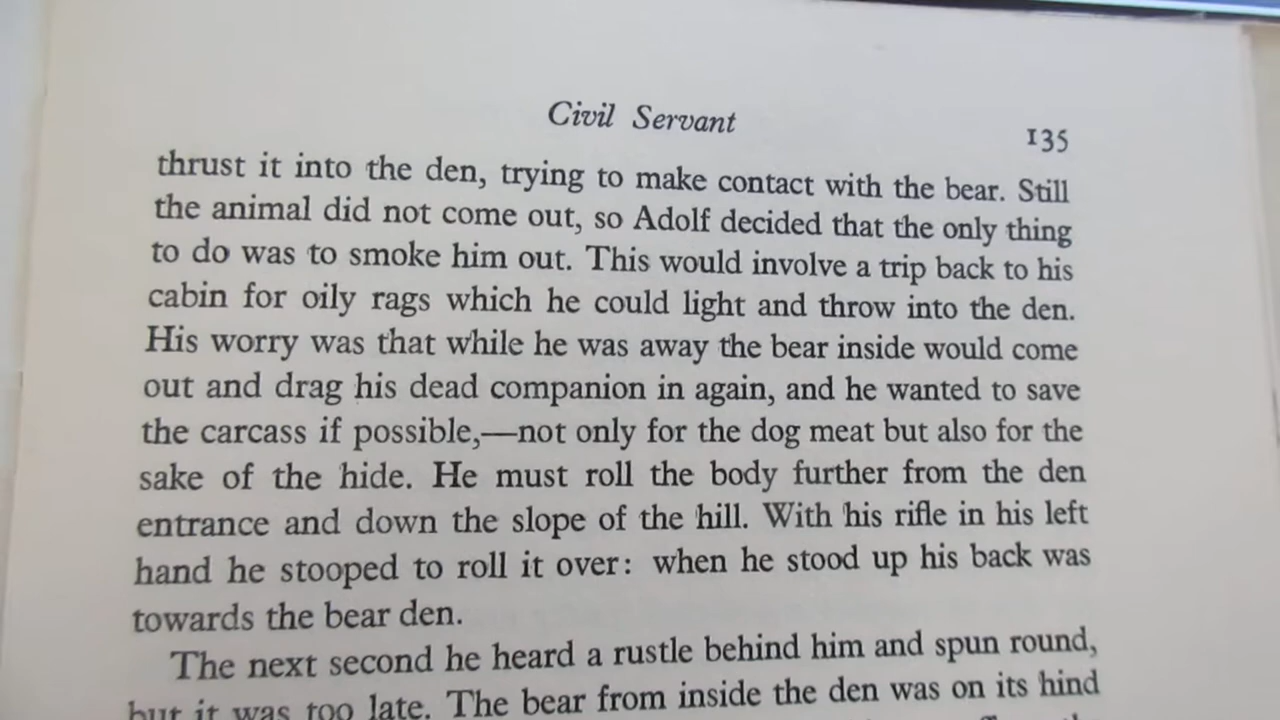 Civil Servant
135
thrust it into the den, trying to make contact with the bear. Still
the animal did not come out, so Adolf decided that the only thing
to do was to smoke him out. This would involve a trip back to his
cabin for oily rags which he could light and throw into the den.
His worry was that while he was away the bear inside would come
out and drag his dead companion in again, and he wanted to save
the carcass if possible,—not only for the dog meat but also for the
sake of the hide. He must roll the body further from the den
entrance and down the slope of the hill. With his rifle in his left
hand he stooped to roll it over: when he stood up his back was
towards the bear den.
The next second he heard a rustle behind him and spun round,
but it was too late. The bear from inside the den was on its hind